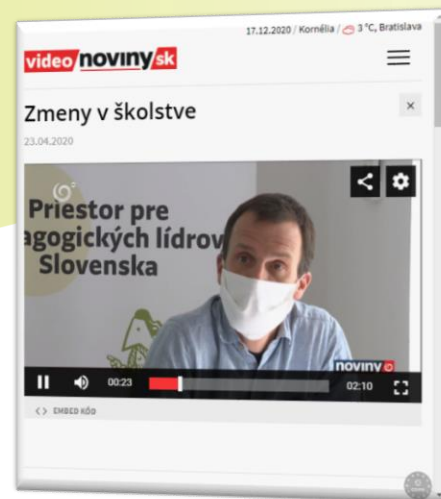 17.12.2020 / Kornélia / 3 °C, Bratislava
video noviny sk
Zmeny v školstve
×
23.04.2020
Priestor pre
agogických lídrov
Slovenska
noviny
00:23
02:10
<> EMBED KÓD